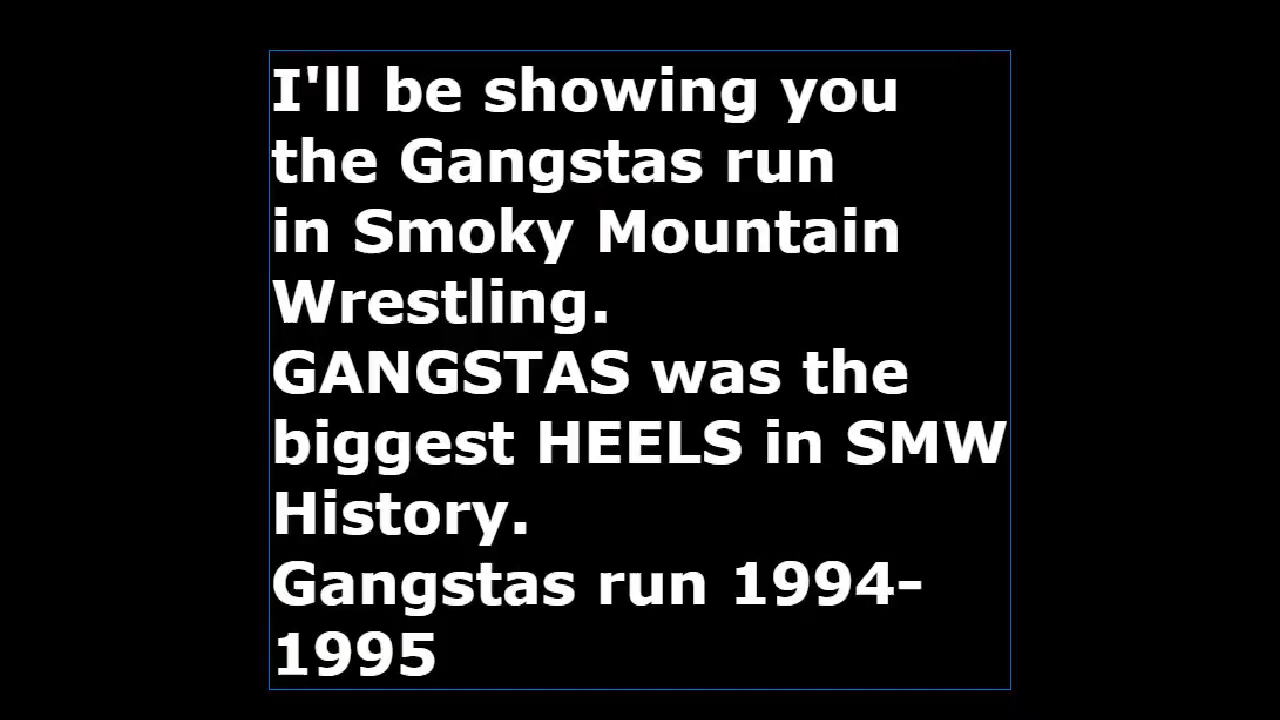 I'll be showing you
the Gangstas run
in Smoky Mountain
Wrestling.
GANGSTAS was the
biggest HEELS in SMW
History.
Gangstas run 1994-
1995